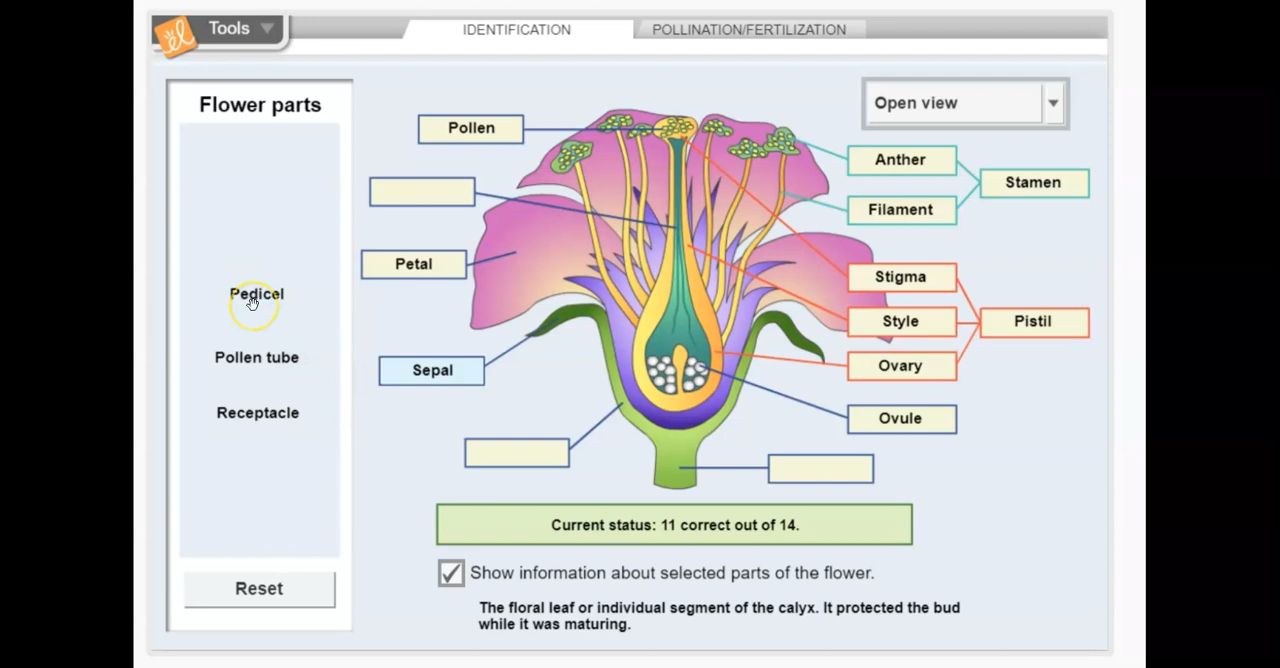 Tools
IDENTIFICATION
POLLINATION/FERTILIZATION
Flower parts
Pedicel
Pollen tube
Receptacle
Reset
Open view
Pollen
Petal
Sepal
Anther
Filament
Stamen
Stigma
Style
Pistil
Ovary
Ovule
Current status: 11 correct out of 14.
Show information about selected parts of the flower.
The floral leaf or individual segment of the calyx. It protected the bud
while it was maturing.